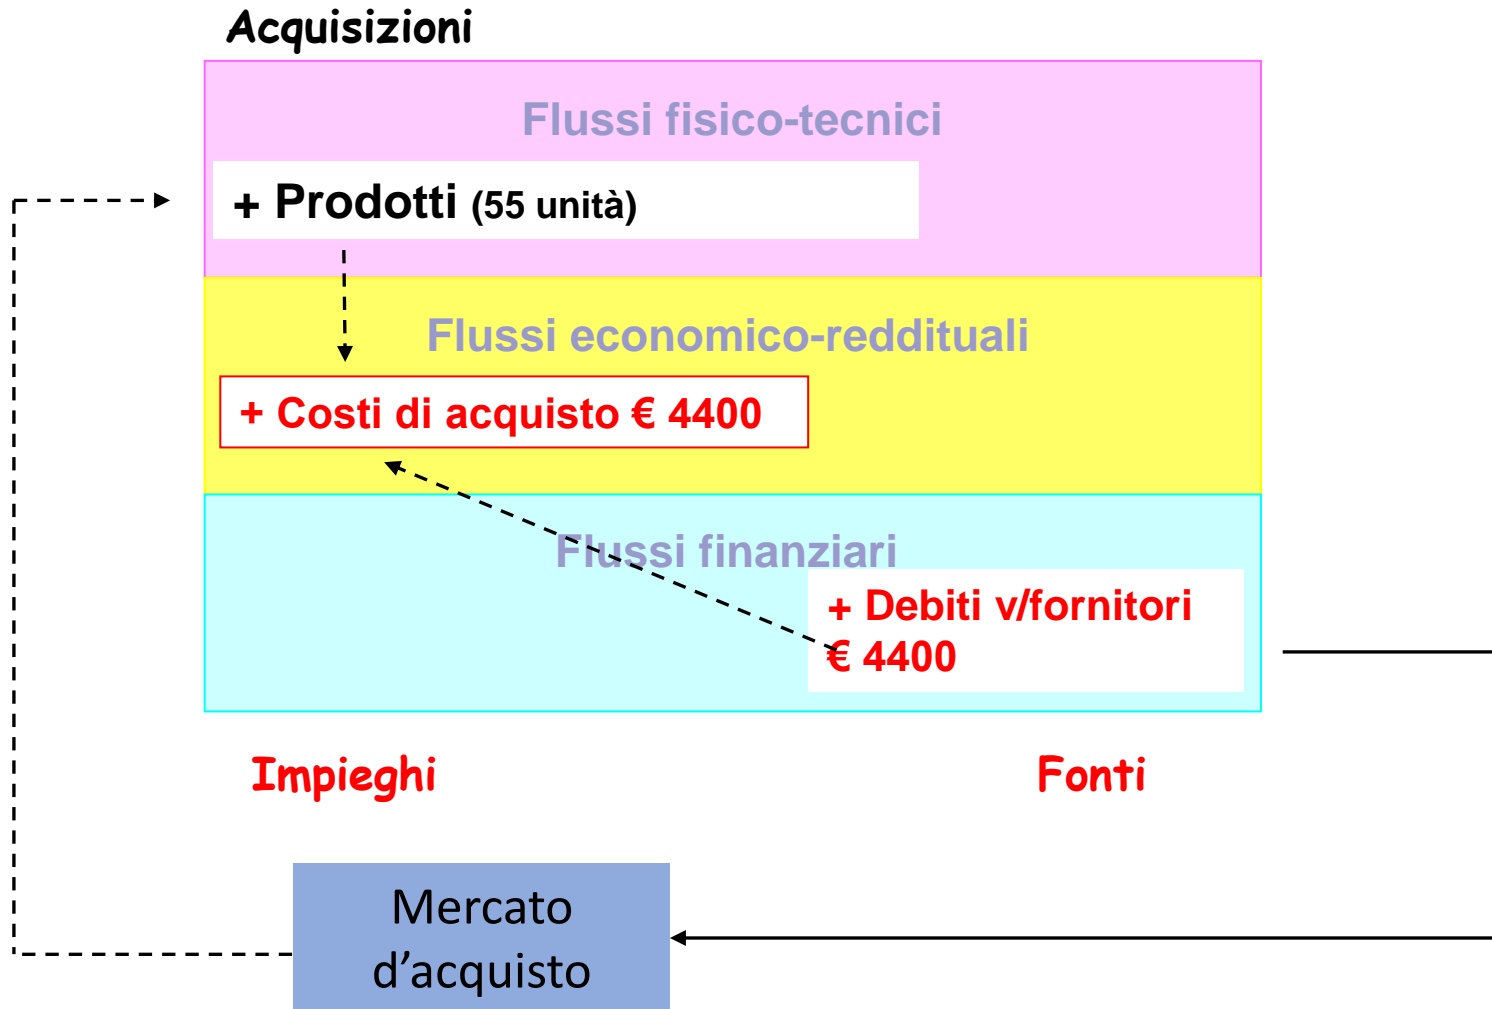 Acquisizioni
Flussi fisico-tecnici
+ Prodotti (55 unità)
Flussi economico-reddituali
+ Costi di acquisto € 4400
Flussi finanziari
+ Debiti v/fornitori
€ 4400
Impieghi
Fonti
Mercato
d’acquisto